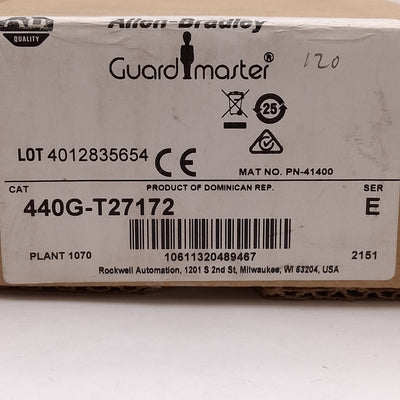 Allen-Bradley
QUALITY
Guardmaster®
120
25
LOT 4012835654 CE
MAT NO. PN-41400
CAT PRODUCT OF DOMINICAN REP. SER
440G-T27172 E
PLANT 1070 10611320489467 2151
Rockwell Automation, 1201 S 2nd St, Milwaukee, WI 53204, USA